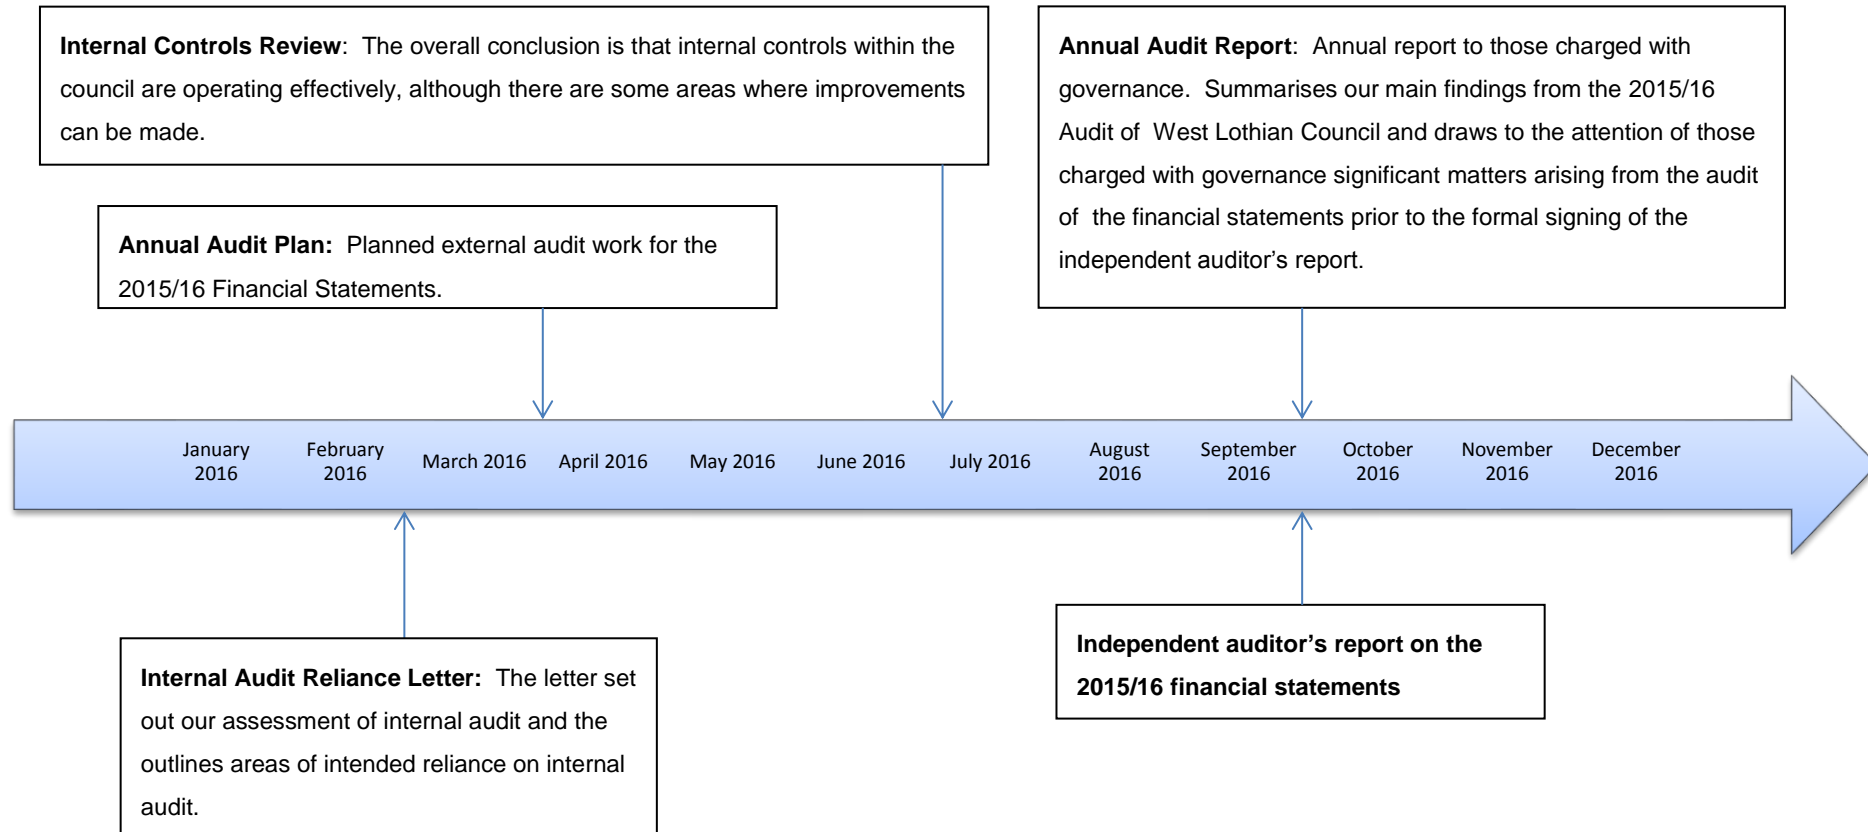 Internal Controls Review:  The overall conclusion is that internal controls within the
council are operating effectively, although there are some areas where improvements
can be made.
Annual Audit Report:  Annual report to those charged with
governance.  Summarises our main findings from the 2015/16
Audit of  West Lothian Council and draws to the attention of those
charged with governance significant matters arising from the audit
of  the financial statements prior to the formal signing of the
independent auditor’s report.
Annual Audit Plan:  Planned external audit work for the
2015/16 Financial Statements.
January
2016
February
2016
March 2016
April 2016
May 2016
June 2016
July 2016
August
2016
September
2016
October
2016
November
2016
December
2016
Internal Audit Reliance Letter:  The letter set
out our assessment of internal audit and the
outlines areas of intended reliance on internal
audit.
Independent auditor’s report on the
2015/16 financial statements